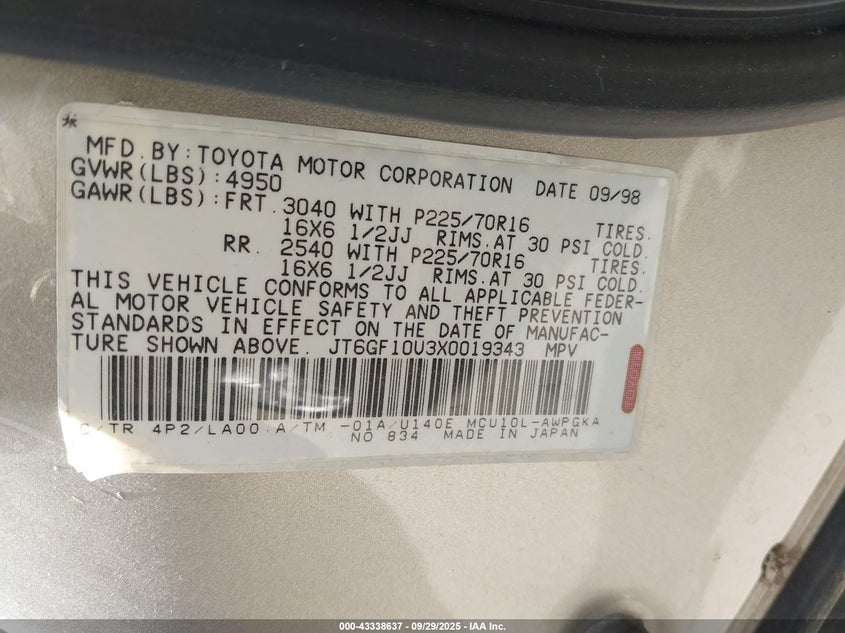 MFD. BY: TOYOTA MOTOR CORPORATION DATE 09/98
GVWR(LBS): 4950
GAWR(LBS): FRT. 3040 WITH P225/70R16 TIRES.
16X6 1/2JJ RIMS. AT 30 PSI COLD.
RR. 2540 WITH P225/70R16 TIRES.
16X6 1/2JJ RIMS. AT 30 PSI COLD.
THIS VEHICLE CONFORMS TO ALL APPLICABLE FEDER-
AL MOTOR VEHICLE SAFETY AND THEFT PREVENTION
STANDARDS IN EFFECT ON THE DATE OF MANUFAC-
TURE SHOWN ABOVE. JT6GF10U3X0019343 MPV
TOYOTA
C/TR 4P2/LA00 A/TM -01A/U140E MCU10L-AWPGKA
NO 834 MADE IN JAPAN
000-43338637 - 09/29/2025 - IAA Inc.